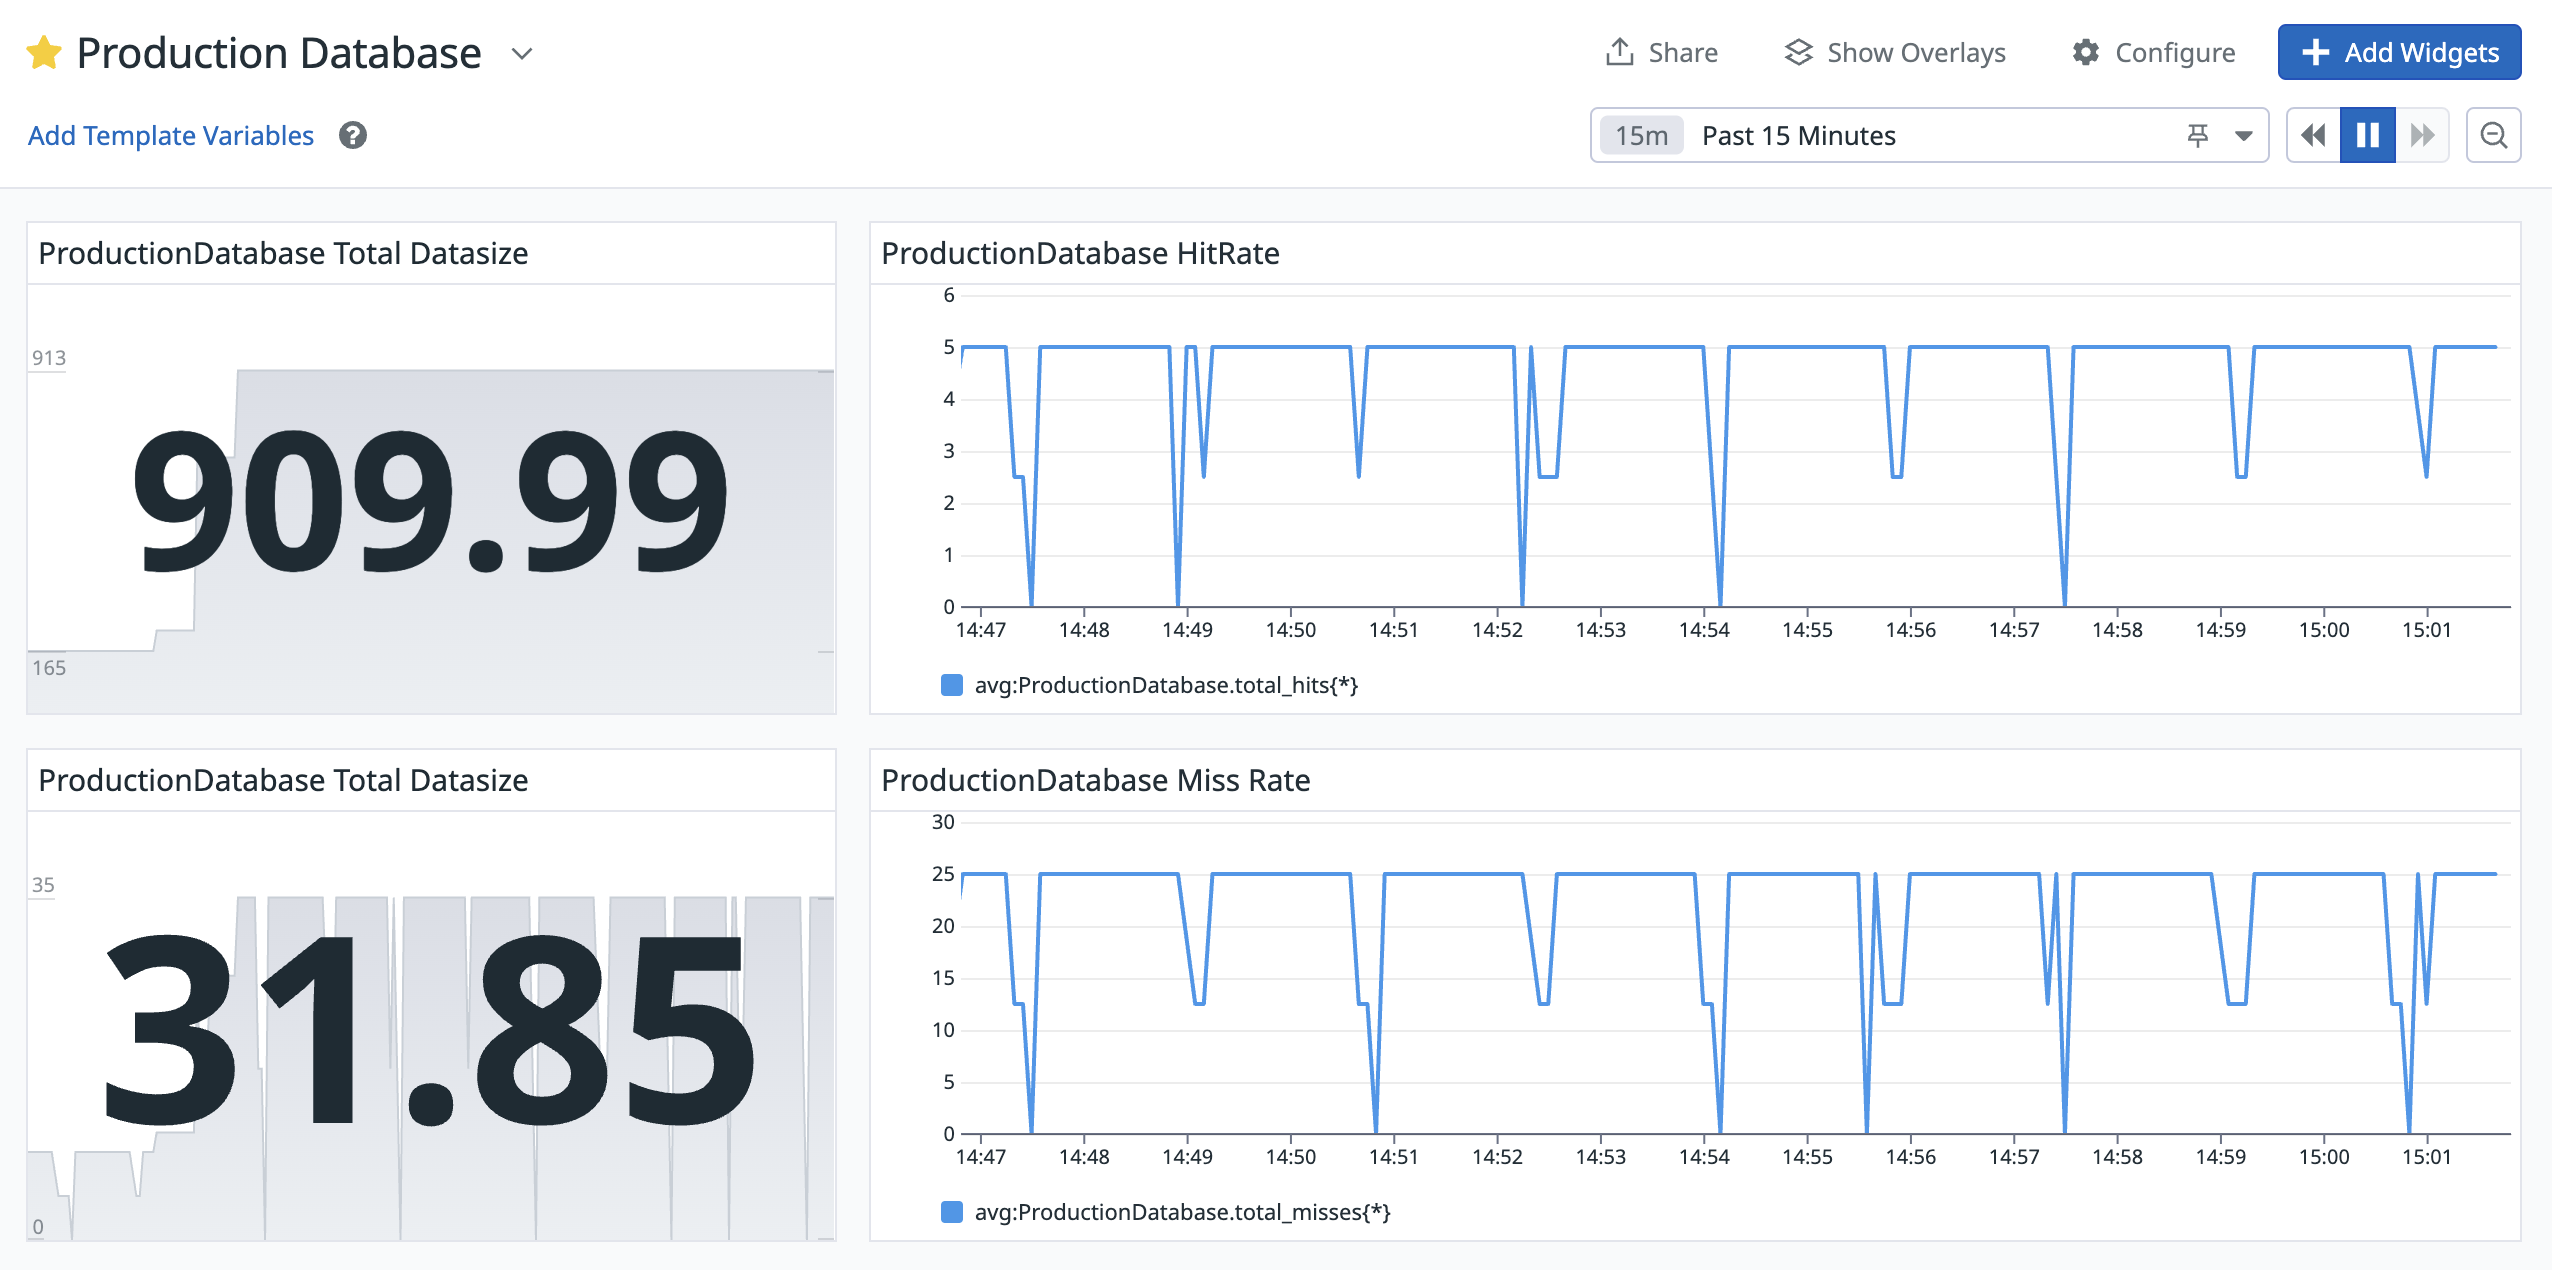 Production Database
Share
Show Overlays
Configure
Add Widgets
Add Template Variables
?
15m Past 15 Minutes
ProductionDatabase Total Datasize
913
909.99
165
ProductionDatabase HitRate
6
5
4
3
2
1
0
14:47 14:48 14:49 14:50 14:51 14:52 14:53 14:54 14:55 14:56 14:57 14:58 14:59 15:00 15:01
avg:ProductionDatabase.total_hits{*}
ProductionDatabase Total Datasize
35
31.85
0
ProductionDatabase Miss Rate
30
25
20
15
10
5
0
14:47 14:48 14:49 14:50 14:51 14:52 14:53 14:54 14:55 14:56 14:57 14:58 14:59 15:00 15:01
avg:ProductionDatabase.total_misses{*}